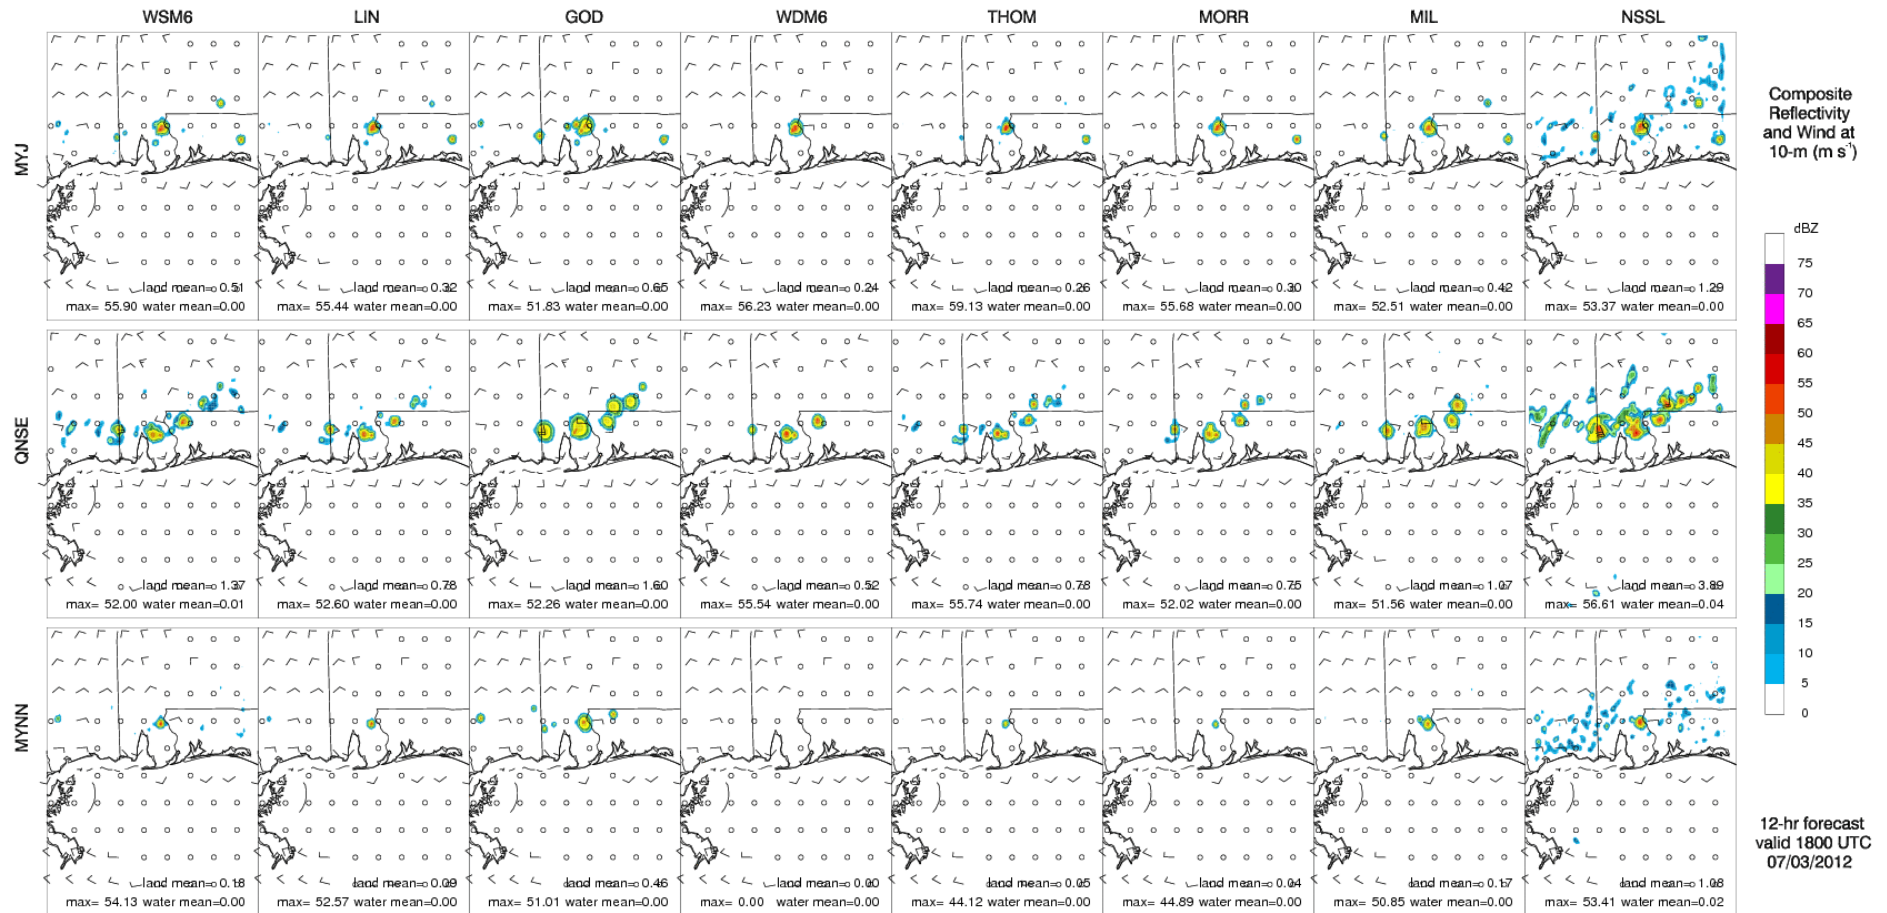 WSM6 LIN GOD WDM6 THOM MORR MIL NSSL
MYJ
land mean= 0.51 land mean= 0.32 land mean= 0.65 land mean= 0.24 land mean= 0.26 land mean= 0.30 land mean= 0.42 land mean= 1.29
max= 55.90 water mean=0.00 max= 55.44 water mean=0.00 max= 51.83 water mean=0.00 max= 56.23 water mean=0.00 max= 59.13 water mean=0.00 max= 55.68 water mean=0.00 max= 52.51 water mean=0.00 max= 53.37 water mean=0.00
QNSE
land mean= 1.37 land mean= 0.78 land mean= 1.60 land mean= 0.52 land mean= 0.78 land mean= 0.75 land mean= 1.07 land mean= 3.89
max= 52.00 water mean=0.01 max= 52.60 water mean=0.00 max= 52.26 water mean=0.00 max= 55.54 water mean=0.00 max= 55.74 water mean=0.00 max= 52.02 water mean=0.00 max= 51.56 water mean=0.00 max= 56.61 water mean=0.04
MYNN
land mean= 0.18 land mean= 0.09 land mean= 0.46 land mean= 0.00 land mean= 0.05 land mean= 0.04 land mean= 0.17 land mean= 1.08
max= 54.13 water mean=0.00 max= 52.57 water mean=0.00 max= 51.01 water mean=0.00 max= 0.00 water mean=0.00 max= 44.12 water mean=0.00 max= 44.89 water mean=0.00 max= 50.85 water mean=0.00 max= 53.41 water mean=0.02
Composite
Reflectivity
and Wind at
10-m (m s⁻¹)
dBZ
75
70
65
60
55
50
45
40
35
30
25
20
15
10
5
0
12-hr forecast
valid 1800 UTC
07/03/2012